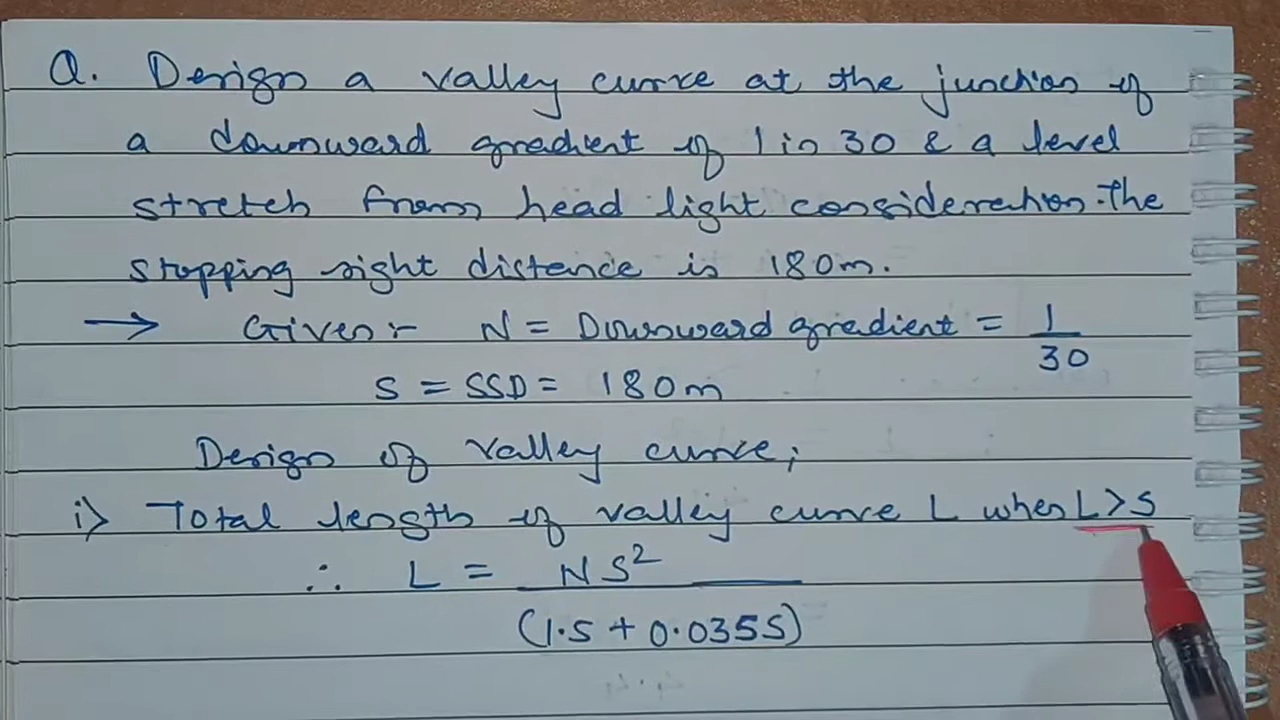 Q. Design a valley curve at the junction of
a downward gradient of 1 in 30 & a level
stretch from head light consideration. The
stopping sight distance is 180m.
→ Given:- N = Downward gradient = 1/30
S = SSD = 180m
Design of valley curve;
i) Total length of valley curve L when L>S
∴ L = NS²
(1.5 + 0.035S)